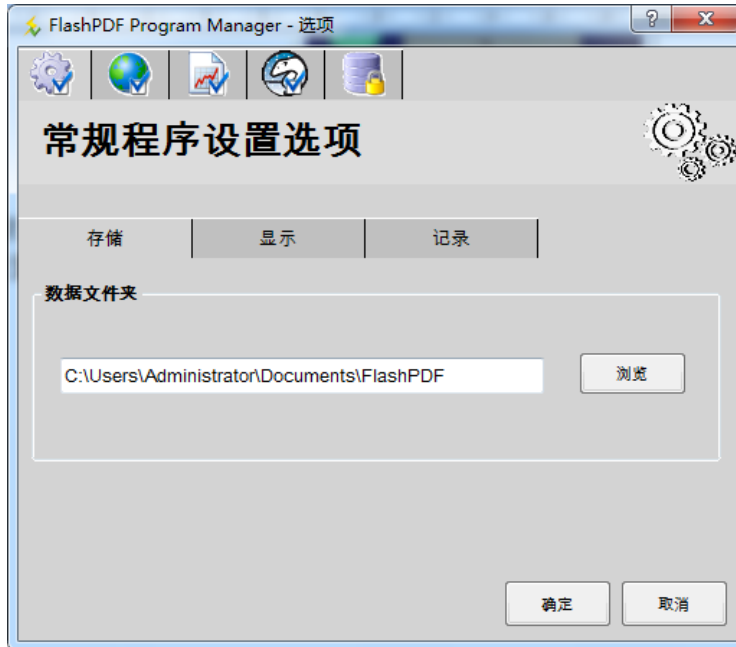 FlashPDF Program Manager - 选项
常规程序设置选项
存储 显示 记录
数据文件夹
C:\Users\Administrator\Documents\FlashPDF 浏览
确定 取消